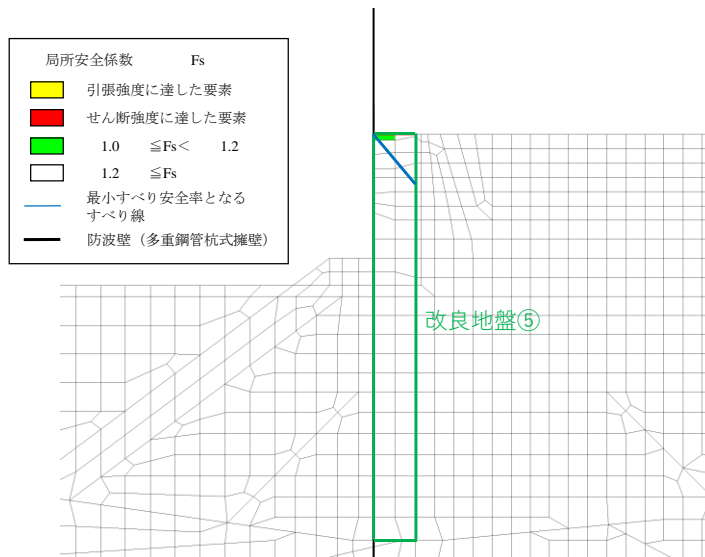 局所安全係数 Fs
引張強度に達した要素
せん断強度に達した要素
1.0 ≦Fs< 1.2
1.2 ≦Fs
最小すべり安全率となる
すべり線
防波壁（多重鋼管杭式擁壁）
改良地盤⑤